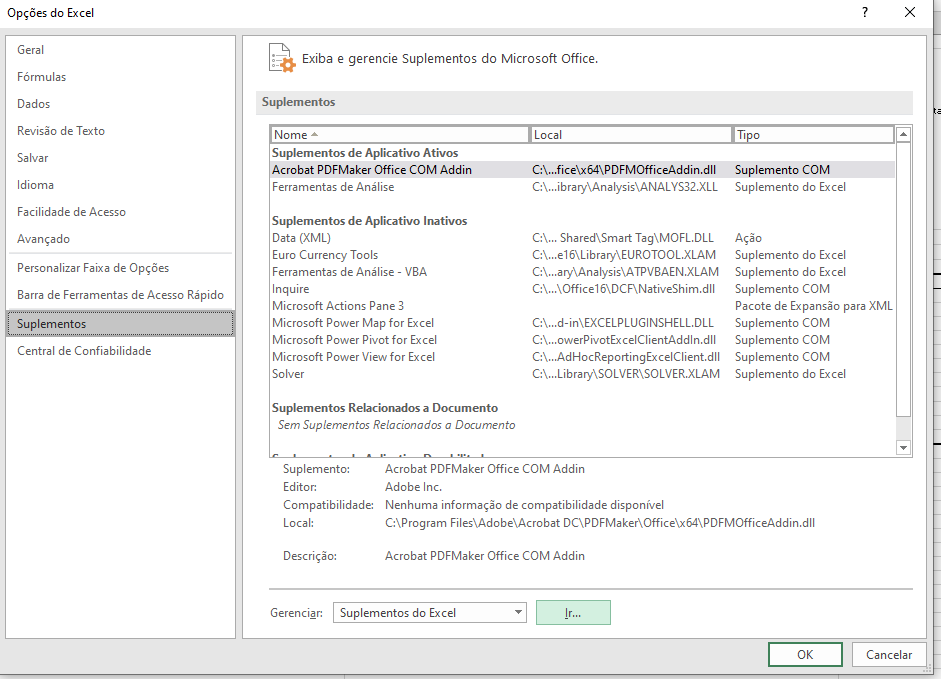 Opções do Excel
?
Geral
Fórmulas
Dados
Revisão de Texto
Salvar
Idioma
Facilidade de Acesso
Avançado
Personalizar Faixa de Opções
Barra de Ferramentas de Acesso Rápido
Suplementos
Central de Confiabilidade
Exiba e gerencie Suplementos do Microsoft Office.
Suplementos
Nome Local Tipo
Suplementos de Aplicativo Ativos
Acrobat PDFMaker Office COM Addin C:\...fice\x64\PDFMOfficeAddin.dll Suplemento COM
Ferramentas de Análise C:\...ibrary\Analysis\ANALYS32.XLL Suplemento do Excel
Suplementos de Aplicativo Inativos
Data (XML) C:\... Shared\Smart Tag\MOFL.DLL Ação
Euro Currency Tools C:\...e16\Library\EUROTOOL.XLAM Suplemento do Excel
Ferramentas de Análise - VBA C:\...ary\Analysis\ATPVBAEN.XLAM Suplemento do Excel
Inquire C:\...\Office16\DCF\NativeShim.dll Suplemento COM
Microsoft Actions Pane 3 Pacote de Expansão para XML
Microsoft Power Map for Excel C:\...d-in\EXCELPLUGINSHELL.DLL Suplemento COM
Microsoft Power Pivot for Excel C:\...owerPivotExcelClientAddIn.dll Suplemento COM
Microsoft Power View for Excel C:\...AdHocReportingExcelClient.dll Suplemento COM
Solver C:\...Library\SOLVER\SOLVER.XLAM Suplemento do Excel
Suplementos Relacionados a Documento
Sem Suplementos Relacionados a Documento
Suplemento: Acrobat PDFMaker Office COM Addin
Editor: Adobe Inc.
Compatibilidade: Nenhuma informação de compatibilidade disponível
Local: C:\Program Files\Adobe\Acrobat DC\PDFMaker\Office\x64\PDFMOfficeAddin.dll
Descrição: Acrobat PDFMaker Office COM Addin
Gerenciar: Suplementos do Excel Ir...
OK Cancelar